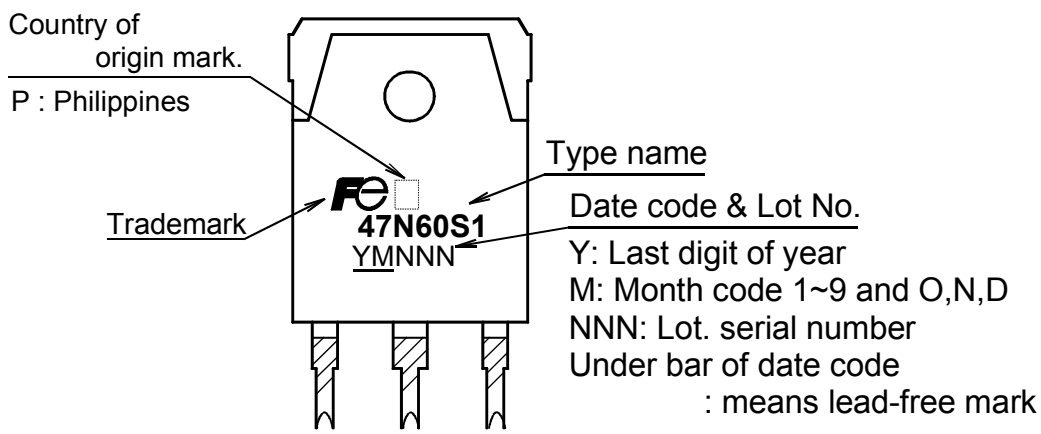 Country of
origin mark.
P : Philippines
Trademark
Fe
47N60S1
YMNNN
Type name
Date code & Lot No.
Y: Last digit of year
M: Month code 1~9 and O,N,D
NNN: Lot. serial number
Under bar of date code
: means lead-free mark